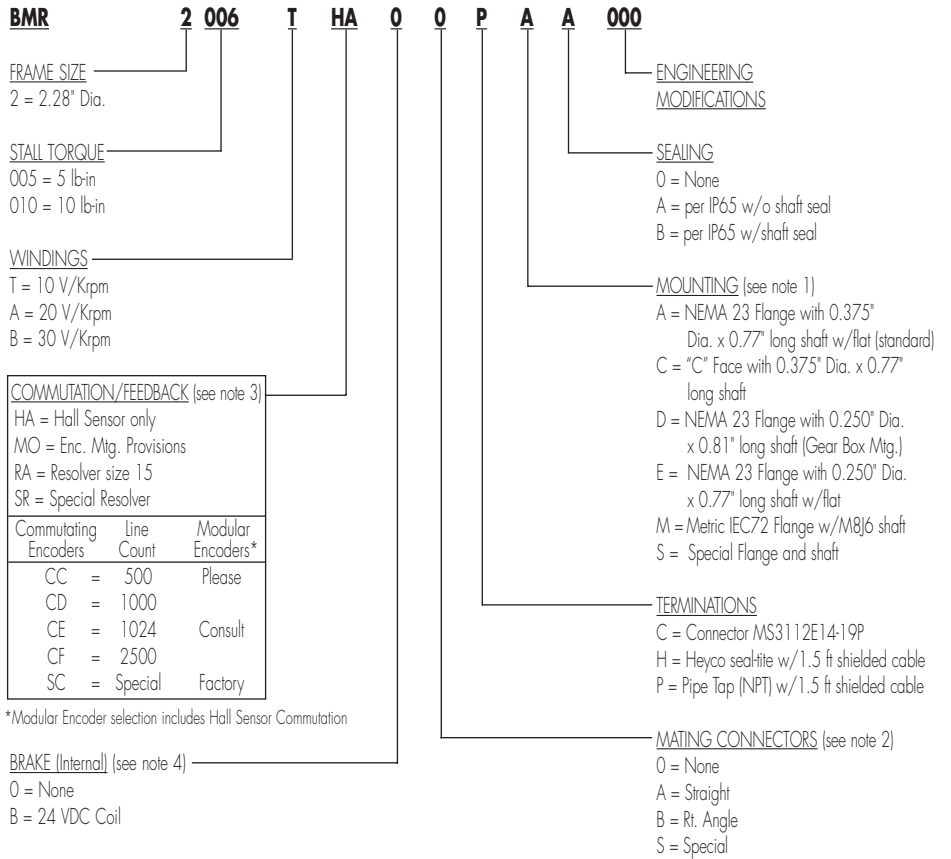 BMR 2 006 T HA 0 0 P A A 000
FRAME SIZE
2 = 2.28" Dia.
STALL TORQUE
005 = 5 lb-in
010 = 10 lb-in
WINDINGS
T = 10 V/Krpm
A = 20 V/Krpm
B = 30 V/Krpm
COMMUTATION/FEEDBACK (see note 3)
HA = Hall Sensor only
MO = Enc. Mtg. Provisions
RA = Resolver size 15
SR = Special Resolver
Commutating Line Modular
Encoders Count Encoders*
CC = 500 Please
CD = 1000
CE = 1024 Consult
CF = 2500
SC = Special Factory
*Modular Encoder selection includes Hall Sensor Commutation
BRAKE (Internal) (see note 4)
0 = None
B = 24 VDC Coil
ENGINEERING
MODIFICATIONS
SEALING
0 = None
A = per IP65 w/o shaft seal
B = per IP65 w/shaft seal
MOUNTING (see note 1)
A = NEMA 23 Flange with 0.375"
Dia. x 0.77" long shaft w/flat (standard)
C = "C" Face with 0.375" Dia. x 0.77"
long shaft
D = NEMA 23 Flange with 0.250" Dia.
x 0.81" long shaft (Gear Box Mtg.)
E = NEMA 23 Flange with 0.250" Dia.
x 0.77" long shaft w/flat
M = Metric IEC72 Flange w/M8J6 shaft
S = Special Flange and shaft
TERMINATIONS
C = Connector MS3112E14-19P
H = Heyco seal-tite w/1.5 ft shielded cable
P = Pipe Tap (NPT) w/1.5 ft shielded cable
MATING CONNECTORS (see note 2)
0 = None
A = Straight
B = Rt. Angle
S = Special